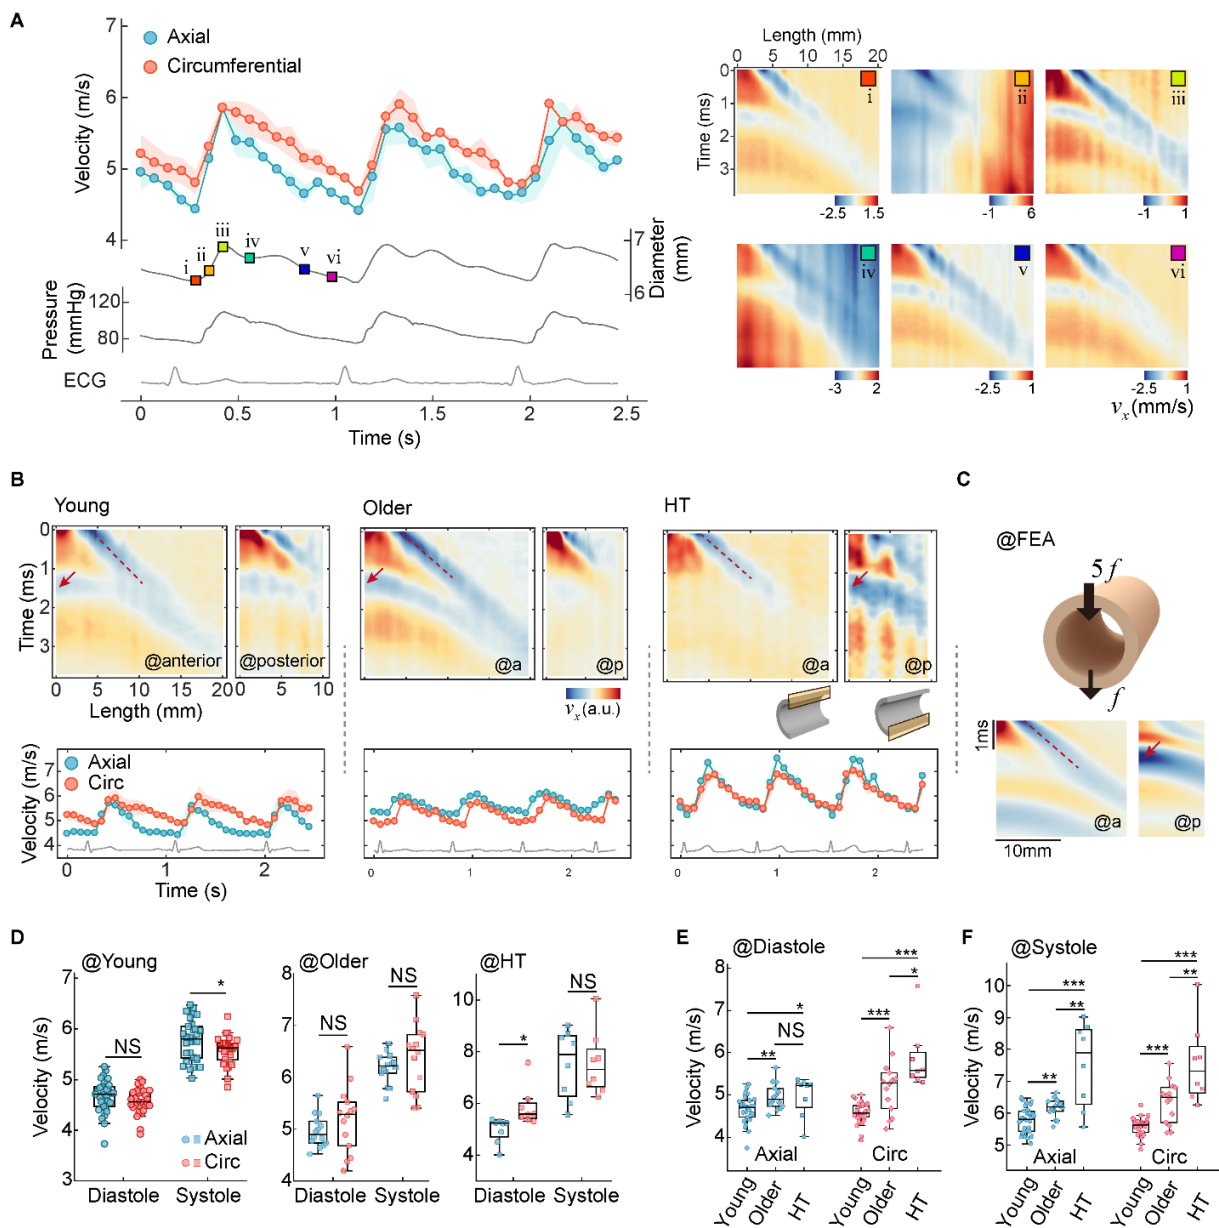 A
7
6
5
4
Velocity (m/s)
Axial
Circumferential
i
ii
iii
iv
v
vi
7
6
Diameter
(mm)
120
80
Pressure
(mmHg)
ECG
0
0.5
1
1.5
2
2.5
Time (s)
Length (mm)
0 5 10 15 20
0
1
2
3
Time (ms)
i
ii
iii
-2.5 1.5
-1 6
-1 1
iv
v
vi
-3 2
-2.5 1
-2.5 1
vx(mm/s)
B
Young
Older
HT
0
1
2
3
Time (ms)
@anterior
@posterior
@a
@p
@a
@p
0 5 10 15 20
0 5 10
Length (mm)
vx(a.u.)
7
6
5
4
Velocity (m/s)
Axial
Circ
0 1 2
Time (s)
0 1 2
0 1 2
C
@FEA
5f
f
1ms
@a
@p
10mm
D
@Young
7
6
5
4
3
Velocity (m/s)
NS
*
Axial
Circ
Diastole Systole
@Older
8
7
6
5
4
NS
NS
Diastole Systole
@HT
10
8
6
4
*
NS
Diastole Systole
E
@Diastole
8
7
6
5
4
Velocity (m/s)
*
NS
**
***
*
***
Axial
Circ
Young
Older
HT
Young
Older
HT
F
@Systole
10
9
8
7
6
5
Velocity (m/s)
***
**
**
***
**
***
Axial
Circ
Young
Older
HT
Young
Older
HT